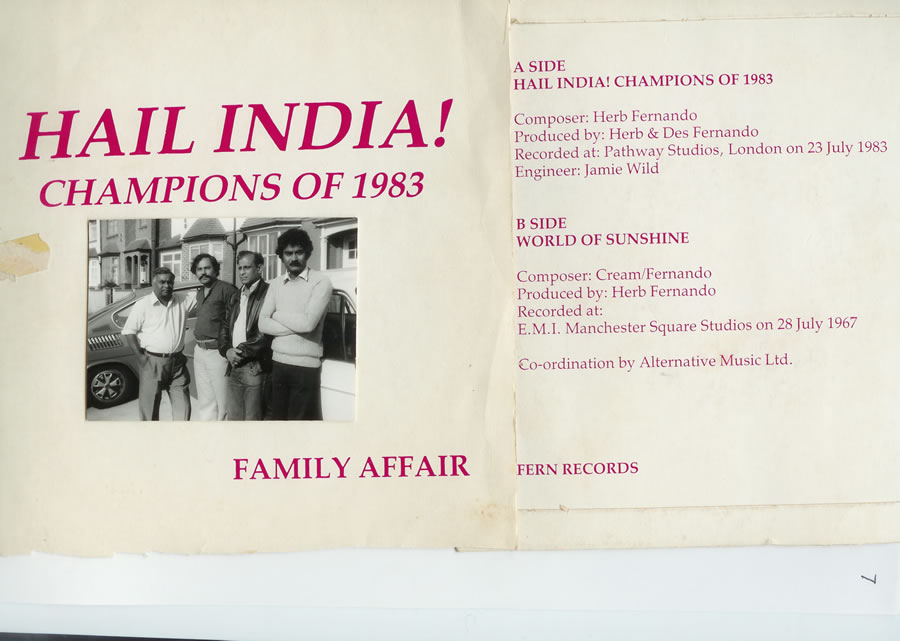 HAIL INDIA!
CHAMPIONS OF 1983
FAMILY AFFAIR
A SIDE
HAIL INDIA! CHAMPIONS OF 1983
Composer: Herb Fernando
Produced by: Herb & Des Fernando
Recorded at: Pathway Studios, London on 23 July 1983
Engineer: Jamie Wild
B SIDE
WORLD OF SUNSHINE
Composer: Cream/Fernando
Produced by: Herb Fernando
Recorded at:
E.M.I. Manchester Square Studios on 28 July 1967
Co-ordination by Alternative Music Ltd.
FERN RECORDS
7